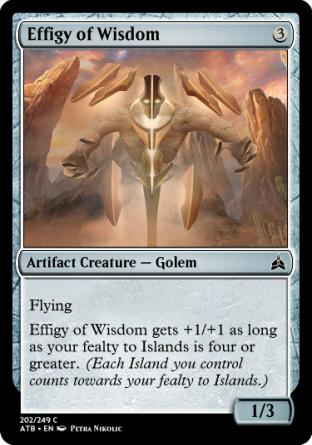 Effigy of Wisdom 3
Artifact Creature — Golem
Flying
Effigy of Wisdom gets +1/+1 as long
as your fealty to Islands is four or
greater. (Each Island you control
counts towards your fealty to Islands.)
1/3
202/249 C
ATB • EN Petra Nikolic